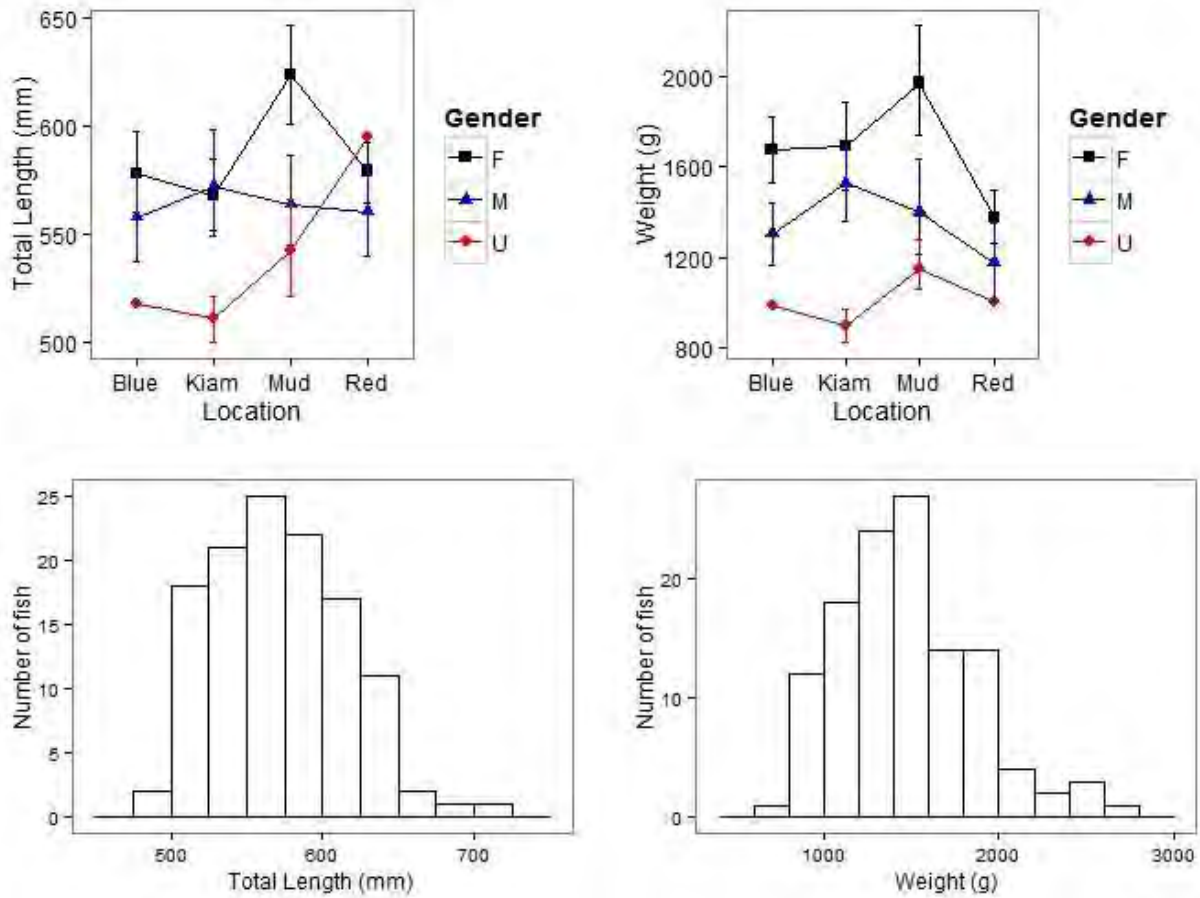 Total Length (mm)
650
600
550
500
Blue Kiam Mud Red
Location
Gender
F
M
U
Weight (g)
2000
1600
1200
800
Blue Kiam Mud Red
Location
Gender
F
M
U
Number of fish
25
20
15
10
5
0
500 600 700
Total Length (mm)
Number of fish
20
10
0
1000 2000 3000
Weight (g)